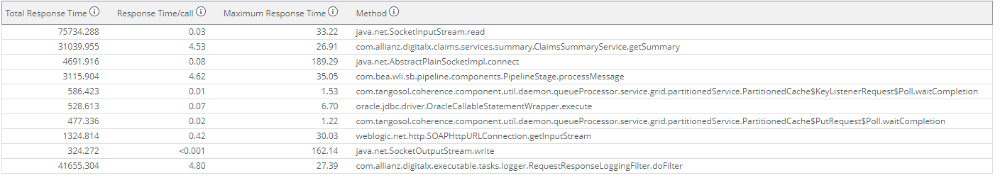 Total Response Time Response Time/call Maximum Response Time Method
75734.288 0.03 33.22 java.net.SocketInputStream.read
31039.955 4.53 26.91 com.allianz.digitalx.claims.services.summary.ClaimsSummaryService.getSummary
4691.916 0.08 189.29 java.net.AbstractPlainSocketImpl.connect
3115.904 4.62 35.05 com.bea.wli.sb.pipeline.components.PipelineStage.processMessage
586.423 0.01 1.53 com.tangosol.coherence.component.util.daemon.queueProcessor.service.grid.partitionedService.PartitionedCache$KeyListenerRequest$Poll.waitCompletion
528.613 0.07 6.70 oracle.jdbc.driver.OracleCallableStatementWrapper.execute
477.336 0.02 1.22 com.tangosol.coherence.component.util.daemon.queueProcessor.service.grid.partitionedService.PartitionedCache$PutRequest$Poll.waitCompletion
1324.814 0.42 30.03 weblogic.net.http.SOAPHttpURLConnection.getInputStream
324.272 <0.001 162.14 java.net.SocketOutputStream.write
41655.304 4.80 27.39 com.allianz.digitalx.executable.tasks.logger.RequestResponseLoggingFilter.doFilter